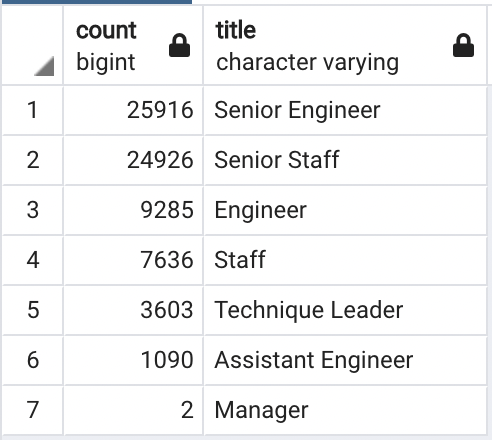 count title
bigint character varying
1 25916 Senior Engineer
2 24926 Senior Staff
3 9285 Engineer
4 7636 Staff
5 3603 Technique Leader
6 1090 Assistant Engineer
7 2 Manager